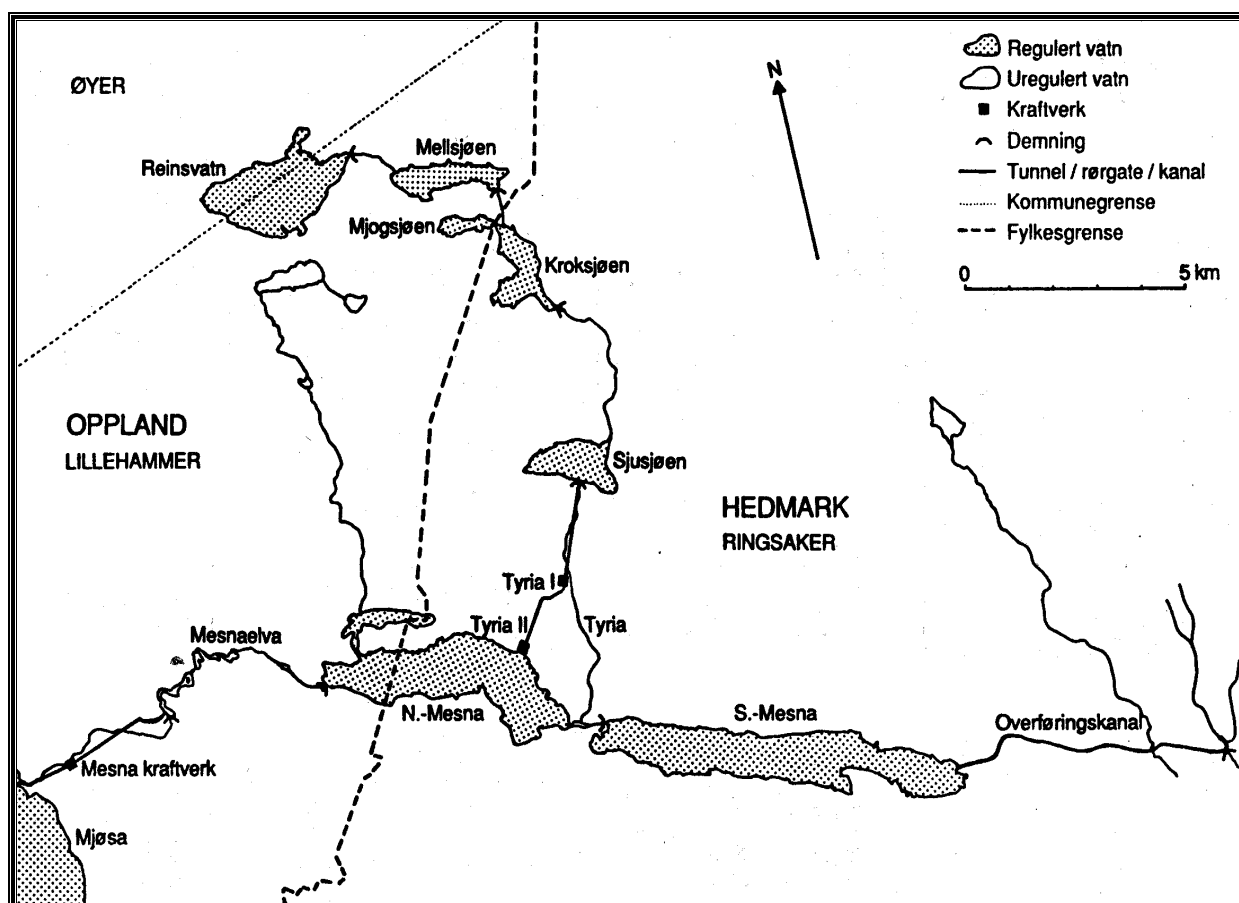 ØYER
N
Regulert vatn
Uregulert vatn
Kraftverk
Demning
Tunnel / rørgate / kanal
Kommunegrense
Fylkesgrense
0 5 km
Reinsvatn
Mellsjøen
Mjogsjøen
Kroksjøen
OPPLAND
LILLEHAMMER
Sjusjøen
HEDMARK
RINGSAKER
Tyria I
Tyria II
Tyria
Mesnaelva
N.-Mesna
S.-Mesna
Overføringskanal
Mesna kraftverk
Mjøsa